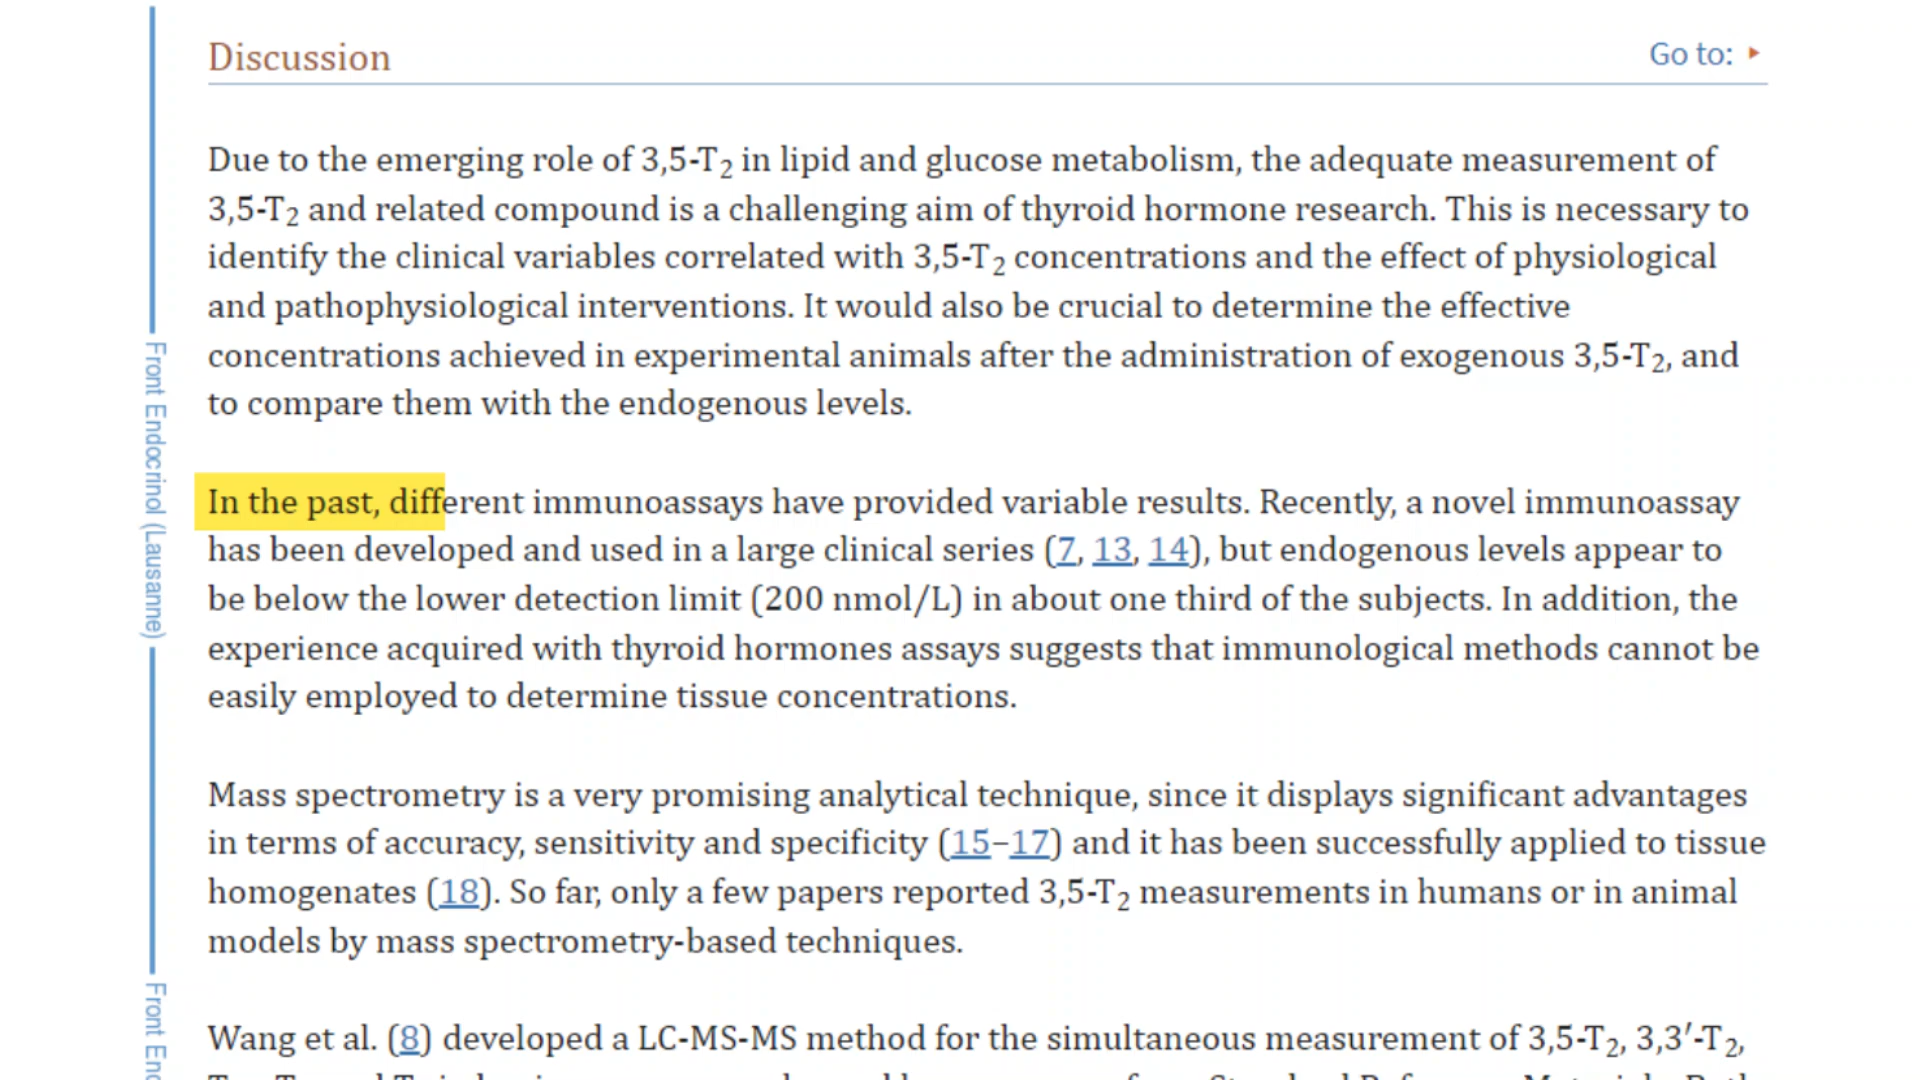 Discussion
Go to:
Due to the emerging role of 3,5-T₂ in lipid and glucose metabolism, the adequate measurement of
3,5-T₂ and related compound is a challenging aim of thyroid hormone research. This is necessary to
identify the clinical variables correlated with 3,5-T₂ concentrations and the effect of physiological
and pathophysiological interventions. It would also be crucial to determine the effective
concentrations achieved in experimental animals after the administration of exogenous 3,5-T₂, and
to compare them with the endogenous levels.
In the past, different immunoassays have provided variable results. Recently, a novel immunoassay
has been developed and used in a large clinical series (7, 13, 14), but endogenous levels appear to
be below the lower detection limit (200 nmol/L) in about one third of the subjects. In addition, the
experience acquired with thyroid hormones assays suggests that immunological methods cannot be
easily employed to determine tissue concentrations.
Mass spectrometry is a very promising analytical technique, since it displays significant advantages
in terms of accuracy, sensitivity and specificity (15–17) and it has been successfully applied to tissue
homogenates (18). So far, only a few papers reported 3,5-T₂ measurements in humans or in animal
models by mass spectrometry-based techniques.
Wang et al. (8) developed a LC-MS-MS method for the simultaneous measurement of 3,5-T₂, 3,3′-T₂,
Front Endocrinol (Lausanne)
Front